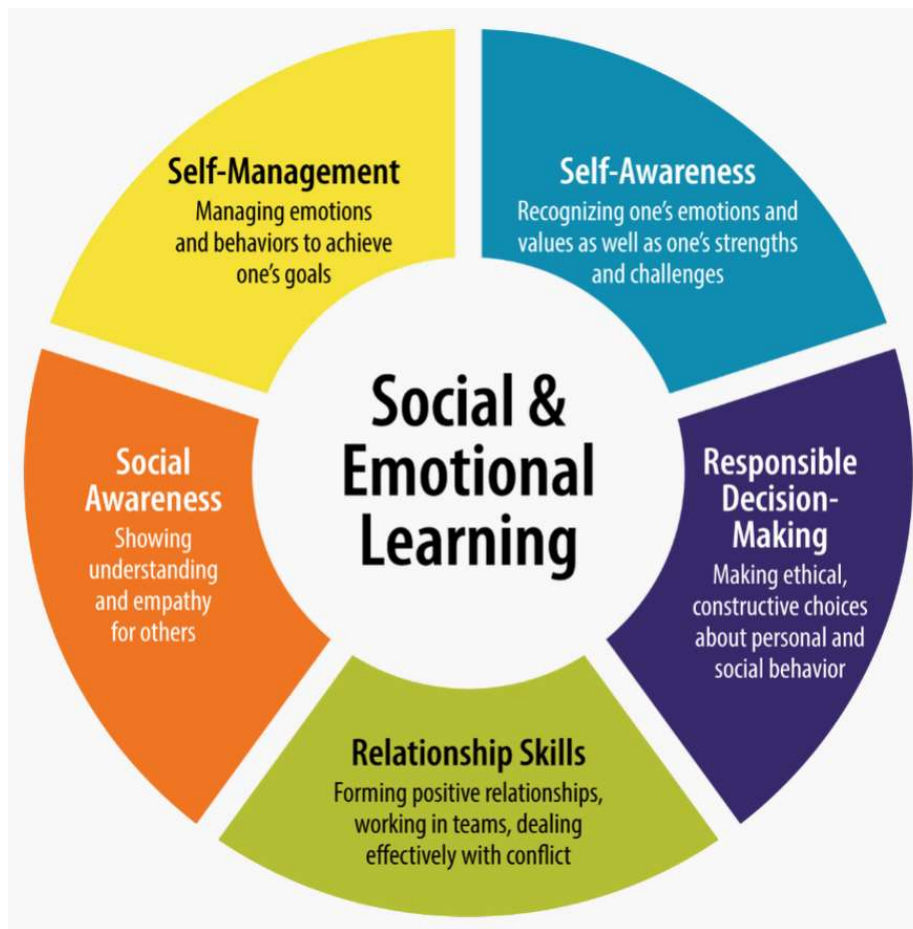 Self-Management
Managing emotions
and behaviors to achieve
one’s goals
Self-Awareness
Recognizing one’s emotions and
values as well as one’s strengths
and challenges
Social &
Emotional
Learning
Social
Awareness
Showing
understanding
and empathy
for others
Responsible
Decision-
Making
Making ethical,
constructive choices
about personal and
social behavior
Relationship Skills
Forming positive relationships,
working in teams, dealing
effectively with conflict